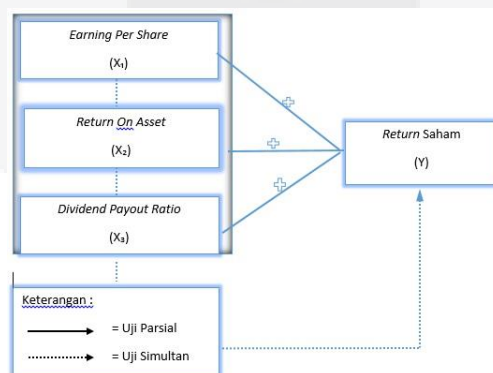 Earning Per Share
(X₁)
Return On Asset
(X₂)
Dividend Payout Ratio
(X₃)
Return Saham
(Y)
Keterangan :
= Uji Parsial
= Uji Simultan